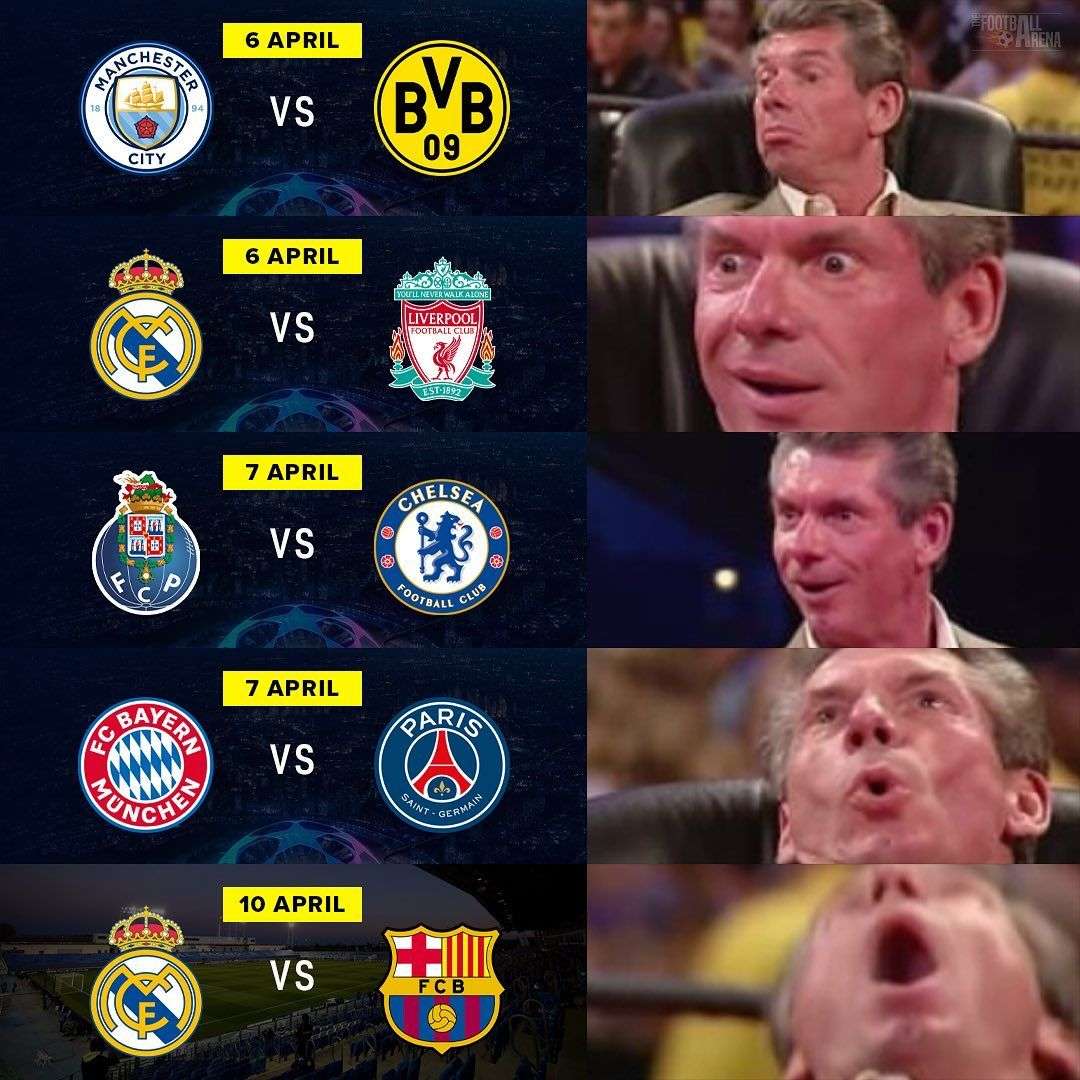 THE FOOTBALL
ARENA
6 APRIL
MANCHESTER
18 94
CITY
VS
BVB
09
6 APRIL
VS
YOU'LL NEVER WALK ALONE
LIVERPOOL
FOOTBALL CLUB
EST·1892
7 APRIL
FCP
VS
CHELSEA
FOOTBALL CLUB
7 APRIL
FC BAYERN
MÜNCHEN
VS
PARIS
SAINT-GERMAIN
10 APRIL
VS
FCB